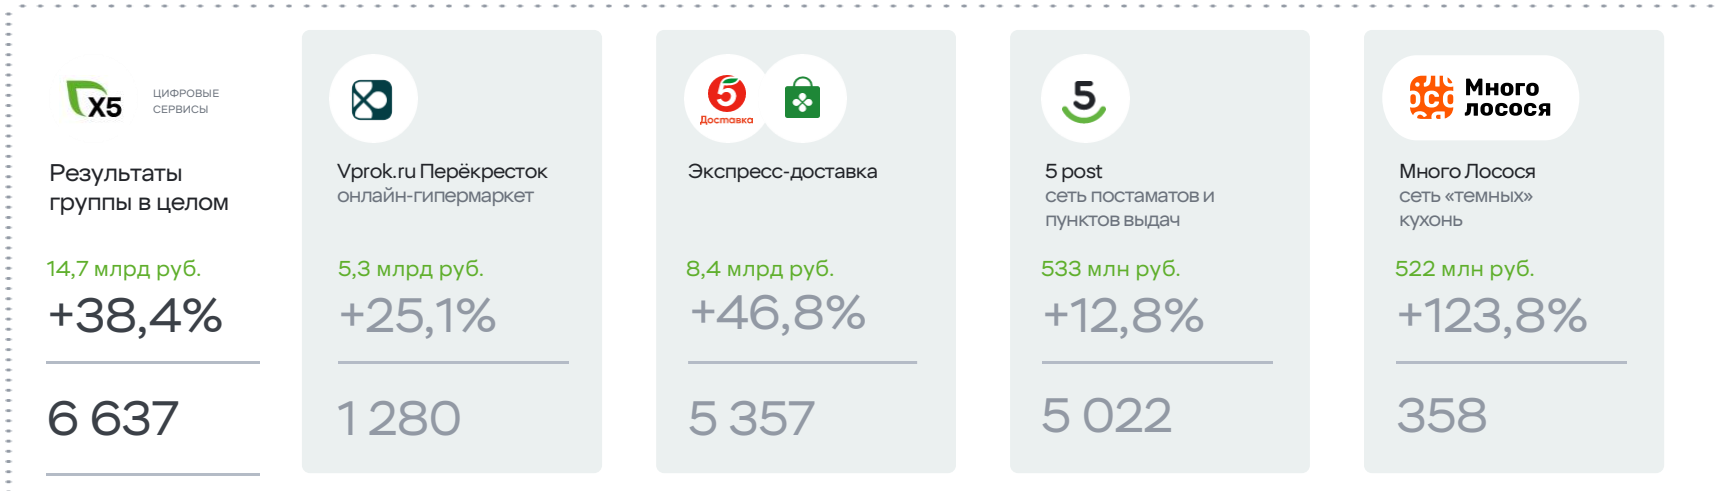 X5
ЦИФРОВЫЕ
СЕРВИСЫ
Результаты
группы в целом
14,7 млрд руб.
+38,4%
6 637
Vprok.ru Перёкресток
онлайн-гипермаркет
5,3 млрд руб.
+25,1%
1 280
5
Доставка
Экспресс-доставка
8,4 млрд руб.
+46,8%
5 357
5
5 post
сеть постаматов и
пунктов выдач
533 млн руб.
+12,8%
5 022
Много
лосося
Много Лосося
сеть «темных»
кухонь
522 млн руб.
+123,8%
358